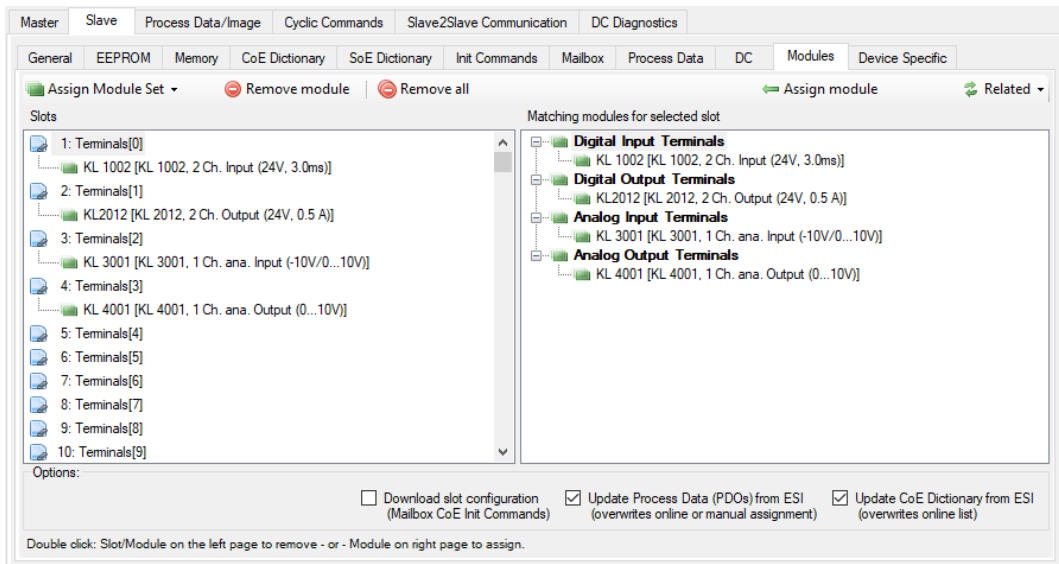 Master Slave Process Data/Image Cyclic Commands Slave2Slave Communication DC Diagnostics
General EEPROM Memory CoE Dictionary SoE Dictionary Init Commands Mailbox Process Data DC Modules Device Specific
Assign Module Set Remove module Remove all Assign module Related
Slots
1: Terminals[0]
KL 1002 [KL 1002, 2 Ch. Input (24V, 3.0ms)]
2: Terminals[1]
KL2012 [KL 2012, 2 Ch. Output (24V, 0.5 A)]
3: Terminals[2]
KL 3001 [KL 3001, 1 Ch. ana. Input (-10V/0...10V)]
4: Terminals[3]
KL 4001 [KL 4001, 1 Ch. ana. Output (0...10V)]
5: Terminals[4]
6: Terminals[5]
7: Terminals[6]
8: Terminals[7]
9: Terminals[8]
10: Terminals[9]
Matching modules for selected slot
Digital Input Terminals
KL 1002 [KL 1002, 2 Ch. Input (24V, 3.0ms)]
Digital Output Terminals
KL2012 [KL 2012, 2 Ch. Output (24V, 0.5 A)]
Analog Input Terminals
KL 3001 [KL 3001, 1 Ch. ana. Input (-10V/0...10V)]
Analog Output Terminals
KL 4001 [KL 4001, 1 Ch. ana. Output (0...10V)]
Options:
Download slot configuration
(Mailbox CoE Init Commands)
Update Process Data (PDOs) from ESI
(overwrites online or manual assignment)
Update CoE Dictionary from ESI
(overwrites online list)
Double click: Slot/Module on the left page to remove - or - Module on right page to assign.